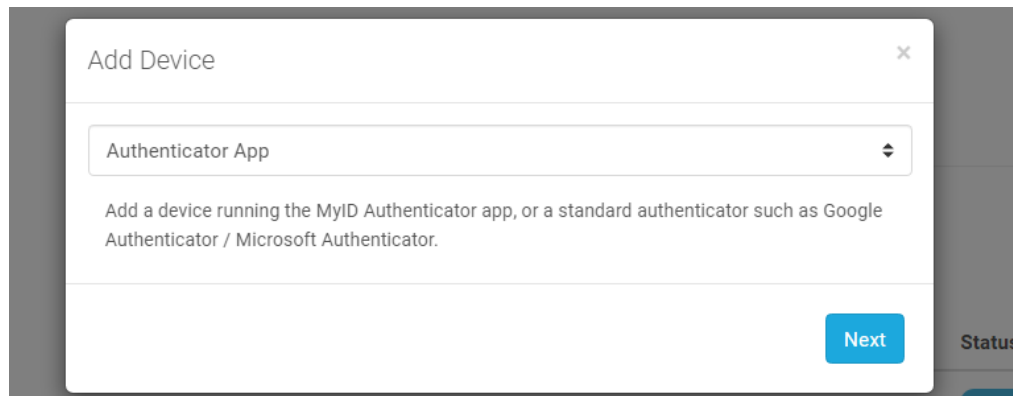 Add Device
×
Authenticator App
Add a device running the MyID Authenticator app, or a standard authenticator such as Google
Authenticator / Microsoft Authenticator.
Next
Status